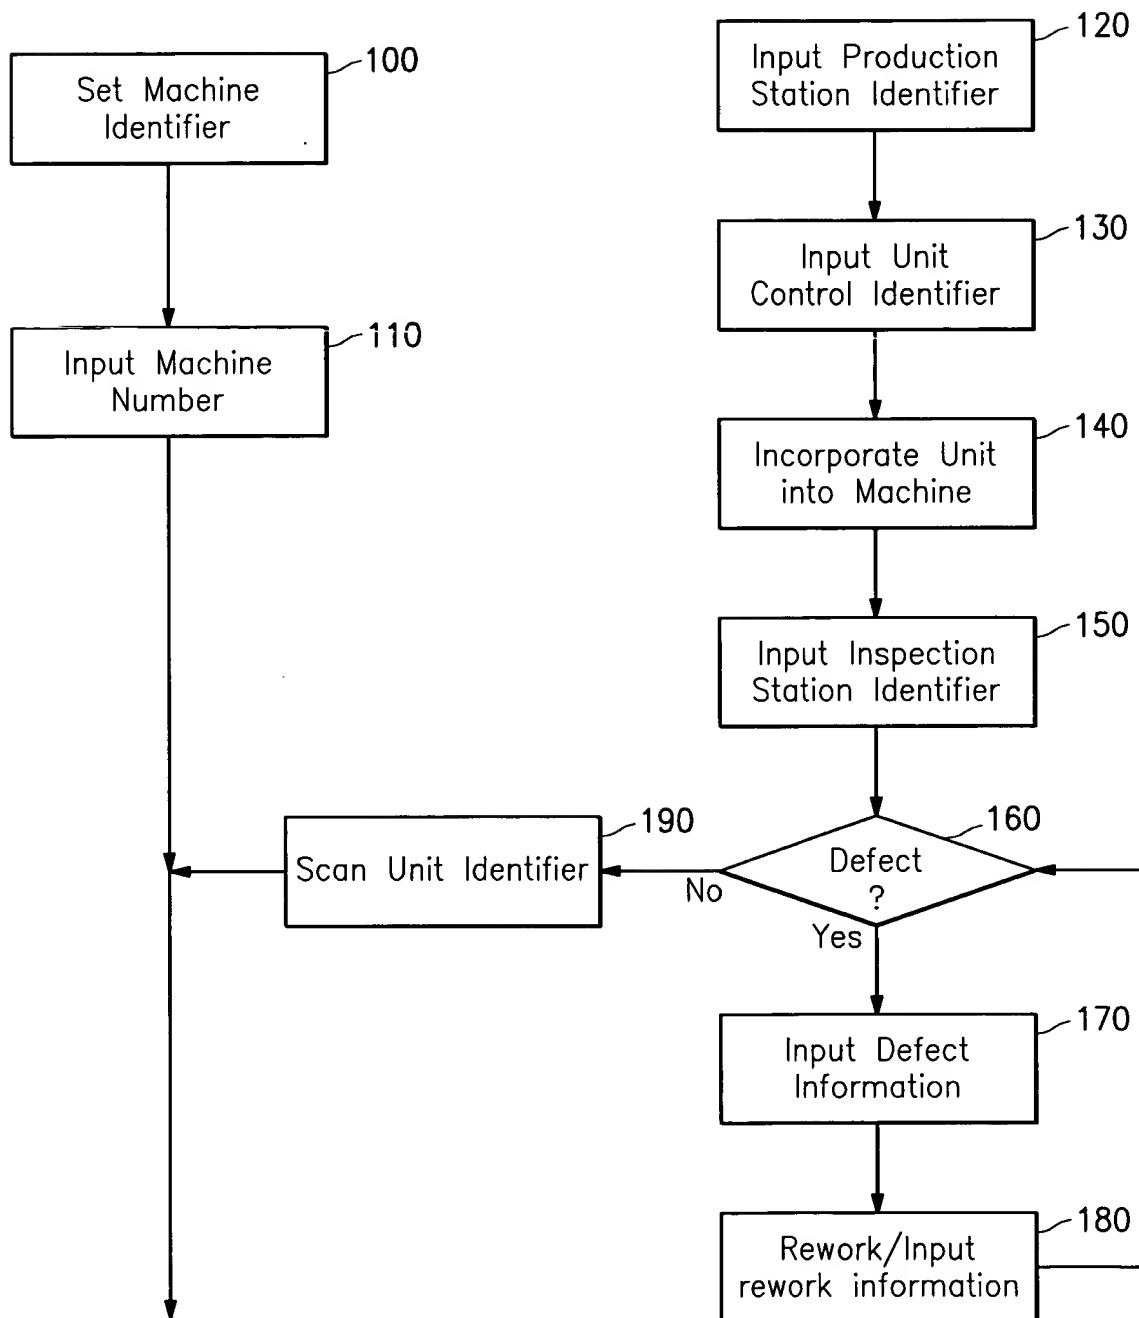 100
Set Machine
Identifier
110
Input Machine
Number
120
Input Production
Station Identifier
130
Input Unit
Control Identifier
140
Incorporate Unit
into Machine
150
Input Inspection
Station Identifier
160
Defect
?
No
Yes
190
Scan Unit Identifier
170
Input Defect
Information
180
Rework/Input
rework information